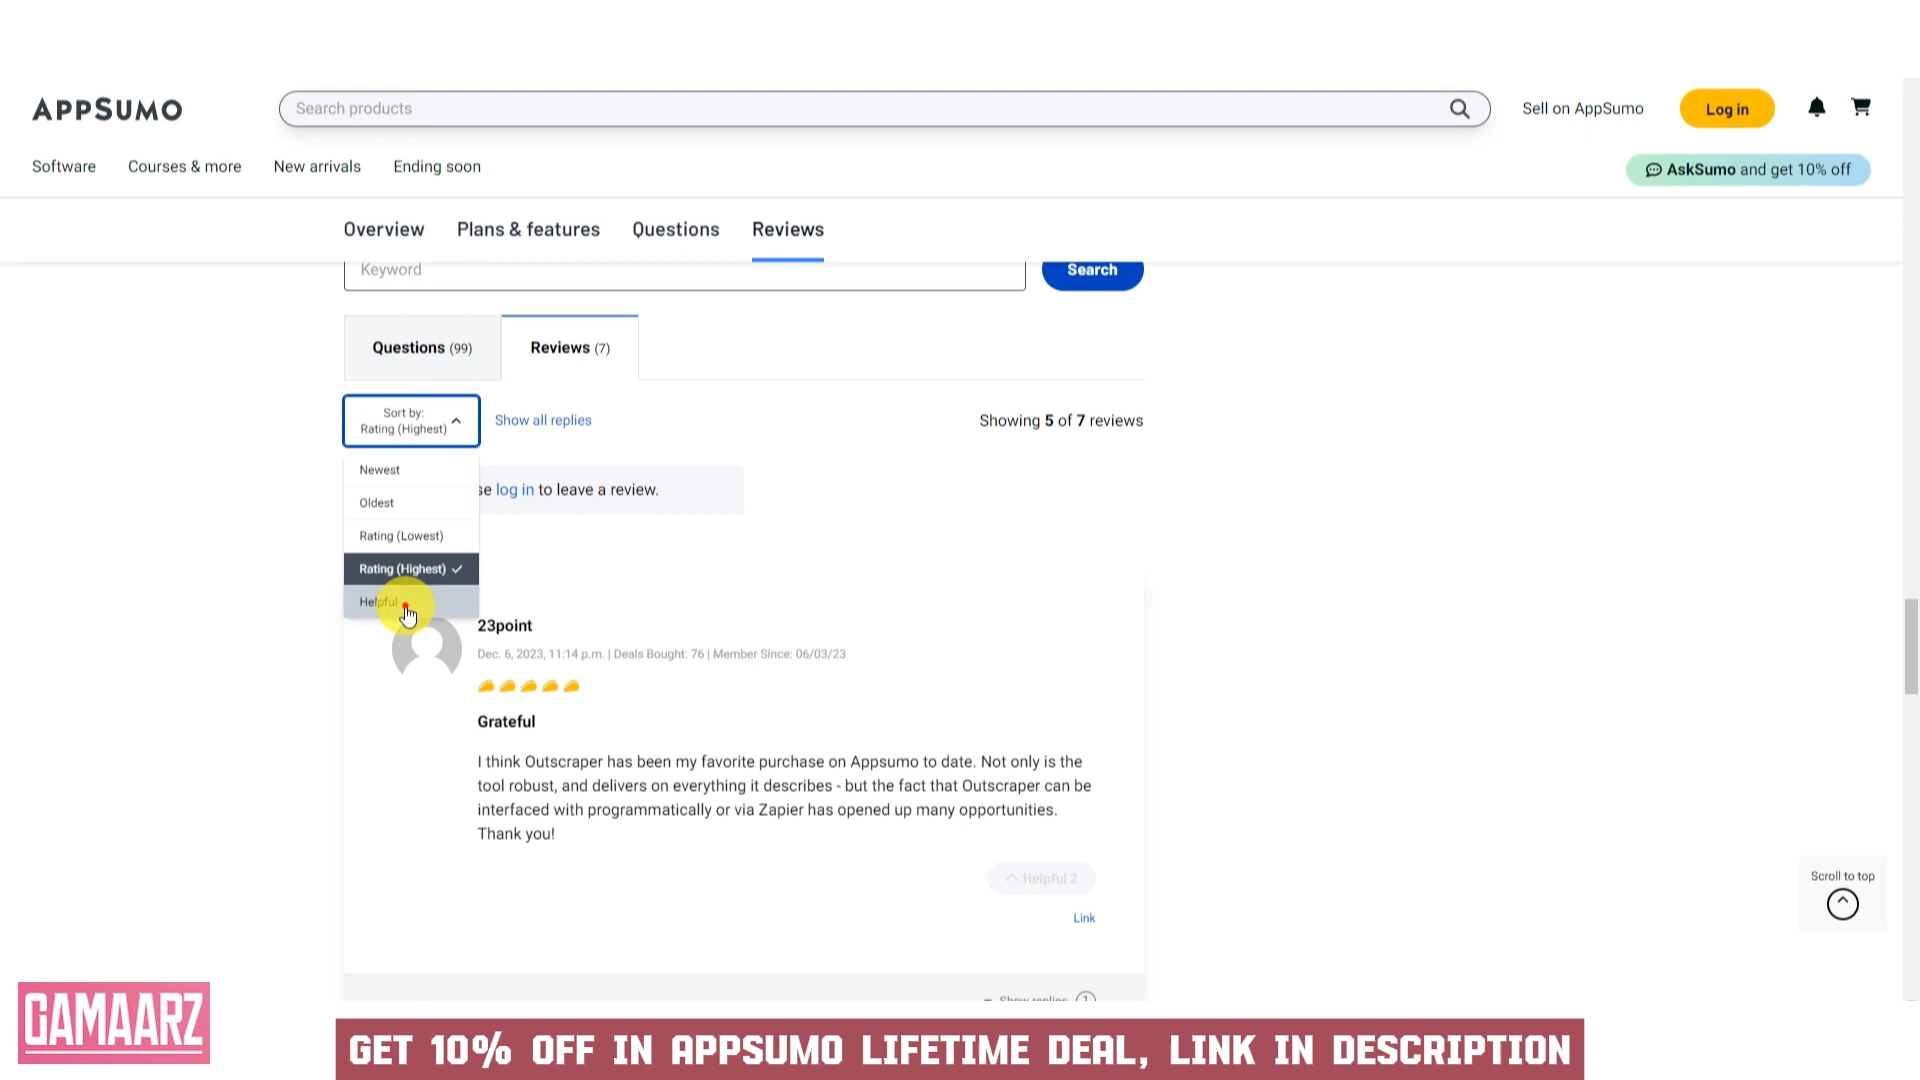 APPSUMO
Search products
Sell on AppSumo
Log in
Software
Courses & more
New arrivals
Ending soon
AskSumo and get 10% off
Overview
Plans & features
Questions
Reviews
Keyword
Search
Questions (99)
Reviews (7)
Sort by:
Rating (Highest)
Show all replies
Showing 5 of 7 reviews
Newest
se log in to leave a review.
Oldest
Rating (Lowest)
Rating (Highest)
Helpful
23point
Dec. 6, 2023, 11:14 p.m. | Deals Bought: 76 | Member Since: 06/03/23
Grateful
I think Outscraper has been my favorite purchase on Appsumo to date. Not only is the
tool robust, and delivers on everything it describes - but the fact that Outscraper can be
interfaced with programmatically or via Zapier has opened up many opportunities.
Thank you!
Helpful 2
Scroll to top
Link
Show replies 1
GAMAARZ
GET 10% OFF IN APPSUMO LIFETIME DEAL, LINK IN DESCRIPTION